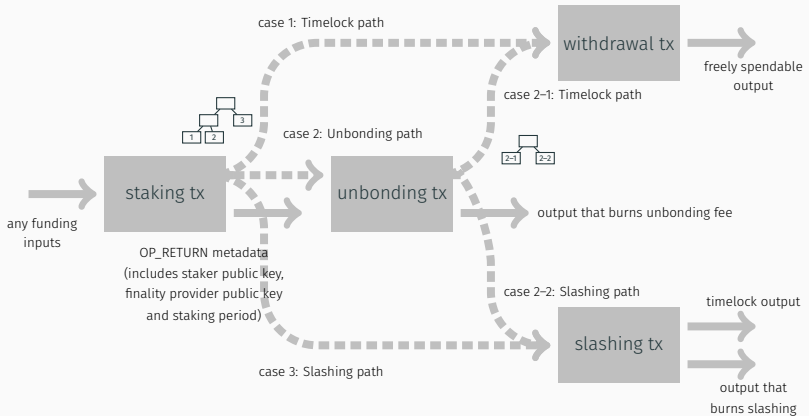 case 1: Timelock path
withdrawal tx
freely spendable
output
case 2–1: Timelock path
3
1 2
case 2: Unbonding path
2–1 2–2
staking tx
unbonding tx
any funding
inputs
output that burns unbonding fee
OP_RETURN metadata
(includes staker public key,
finality provider public key
and staking period)
case 2–2: Slashing path
timelock output
slashing tx
case 3: Slashing path
output that
burns slashing